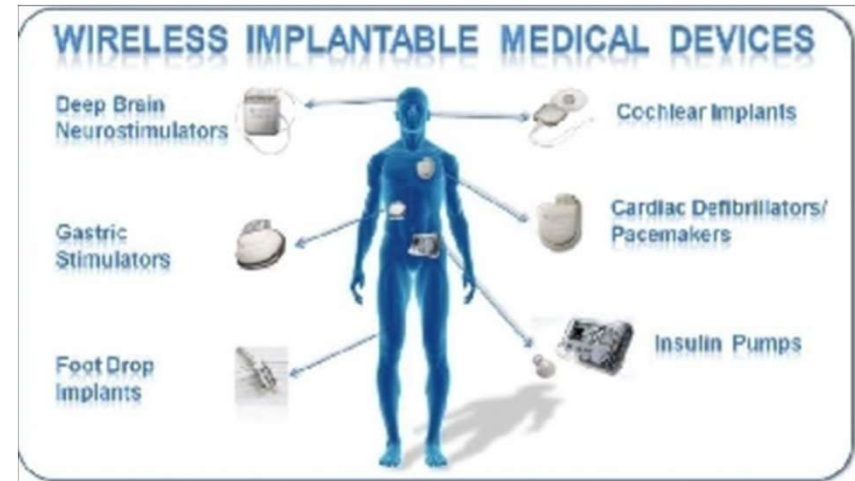 WIRELESS IMPLANTABLE MEDICAL DEVICES
Deep Brain
Neurostimulators
Cochlear Implants
Gastric
Stimulators
Cardiac Defibrillators/
Pacemakers
Foot Drop
Implants
Insulin Pumps